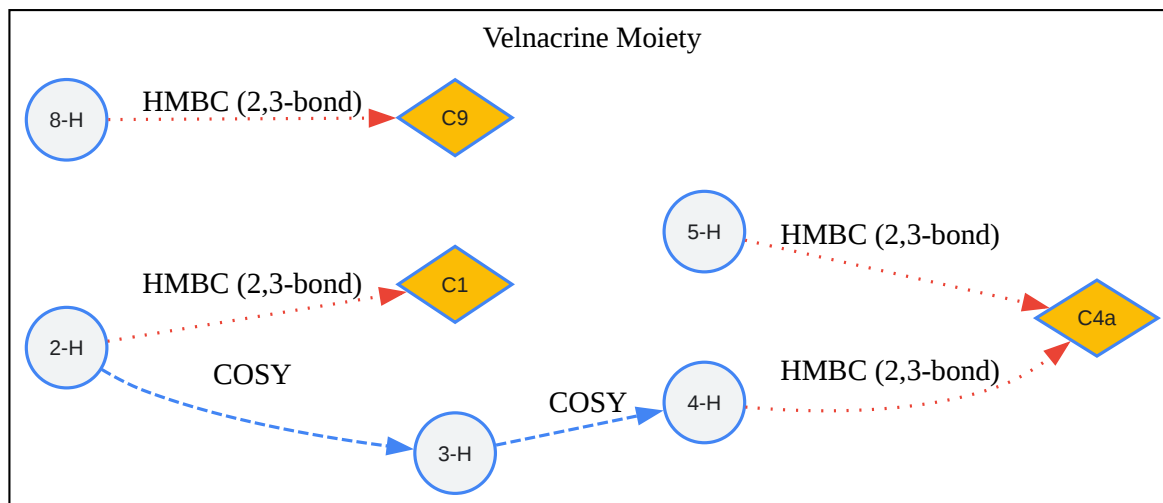 Velnacrine Moiety
8-H
HMBC (2,3-bond)
C9
5-H
HMBC (2,3-bond)
HMBC (2,3-bond)
C1
C4a
2-H
COSY
COSY
4-H
HMBC (2,3-bond)
3-H